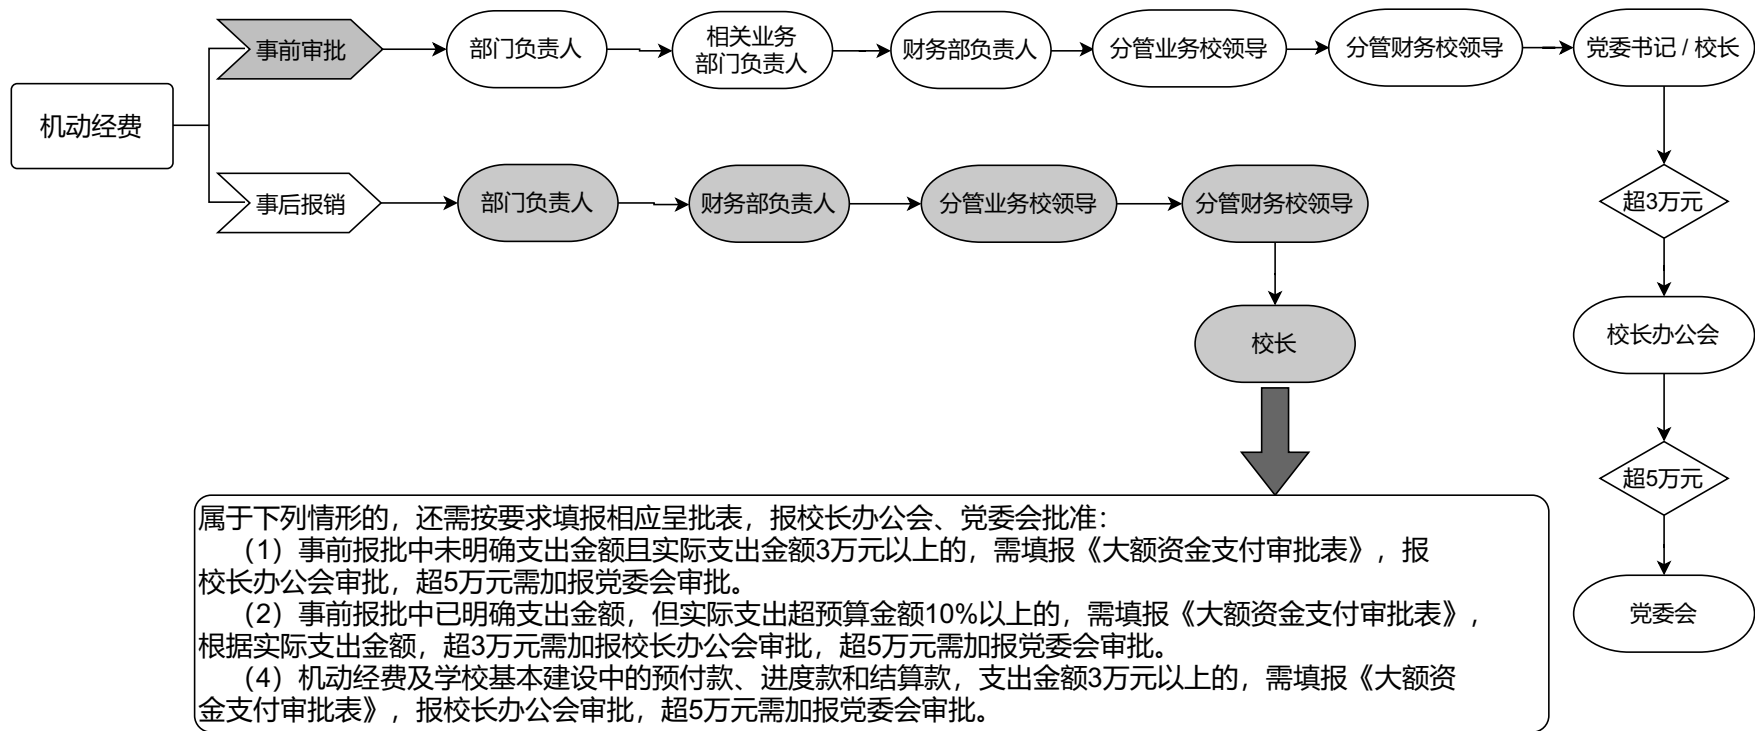 机动经费
事前审批
部门负责人
相关业务
部门负责人
财务部负责人
分管业务校领导
分管财务校领导
党委书记 / 校长
超3万元
校长办公会
超5万元
党委会
事后报销
部门负责人
财务部负责人
分管业务校领导
分管财务校领导
校长
属于下列情形的，还需按要求填报相应呈批表，报校长办公会、党委会批准：
（1）事前报批中未明确支出金额且实际支出金额3万元以上的，需填报《大额资金支付审批表》，报
校长办公会审批，超5万元需加报党委会审批。
（2）事前报批中已明确支出金额，但实际支出超预算金额10%以上的，需填报《大额资金支付审批表》，
根据实际支出金额，超3万元需加报校长办公会审批，超5万元需加报党委会审批。
（4）机动经费及学校基本建设中的预付款、进度款和结算款，支出金额3万元以上的，需填报《大额资
金支付审批表》，报校长办公会审批，超5万元需加报党委会审批。